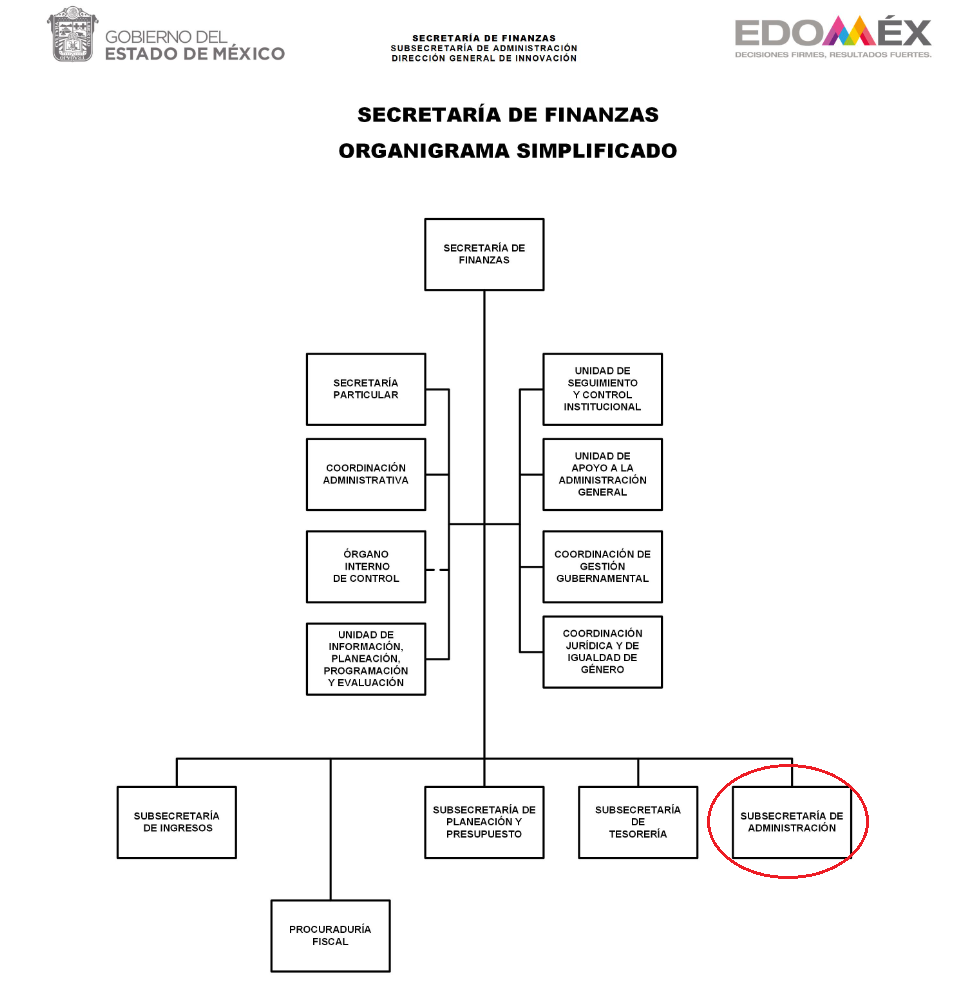 GOBIERNO DEL
ESTADO DE MÉXICO
SECRETARÍA DE FINANZAS
SUBSECRETARÍA DE ADMINISTRACIÓN
DIRECCIÓN GENERAL DE INNOVACIÓN
EDOMÉX
DECISIONES FIRMES, RESULTADOS FUERTES.
SECRETARÍA DE FINANZAS
ORGANIGRAMA SIMPLIFICADO
SECRETARÍA DE
FINANZAS
SECRETARÍA
PARTICULAR
UNIDAD DE
SEGUIMIENTO
Y CONTROL
INSTITUCIONAL
COORDINACIÓN
ADMINISTRATIVA
UNIDAD DE
APOYO A LA
ADMINISTRACIÓN
GENERAL
ÓRGANO
INTERNO
DE CONTROL
COORDINACIÓN DE
GESTIÓN
GUBERNAMENTAL
UNIDAD DE
INFORMACIÓN,
PLANEACIÓN,
PROGRAMACIÓN
Y EVALUACIÓN
COORDINACIÓN
JURÍDICA Y DE
IGUALDAD DE
GÉNERO
SUBSECRETARÍA
DE INGRESOS
SUBSECRETARÍA DE
PLANEACIÓN Y
PRESUPUESTO
SUBSECRETARÍA
DE
TESORERÍA
SUBSECRETARÍA DE
ADMINISTRACIÓN
PROCURADURÍA
FISCAL